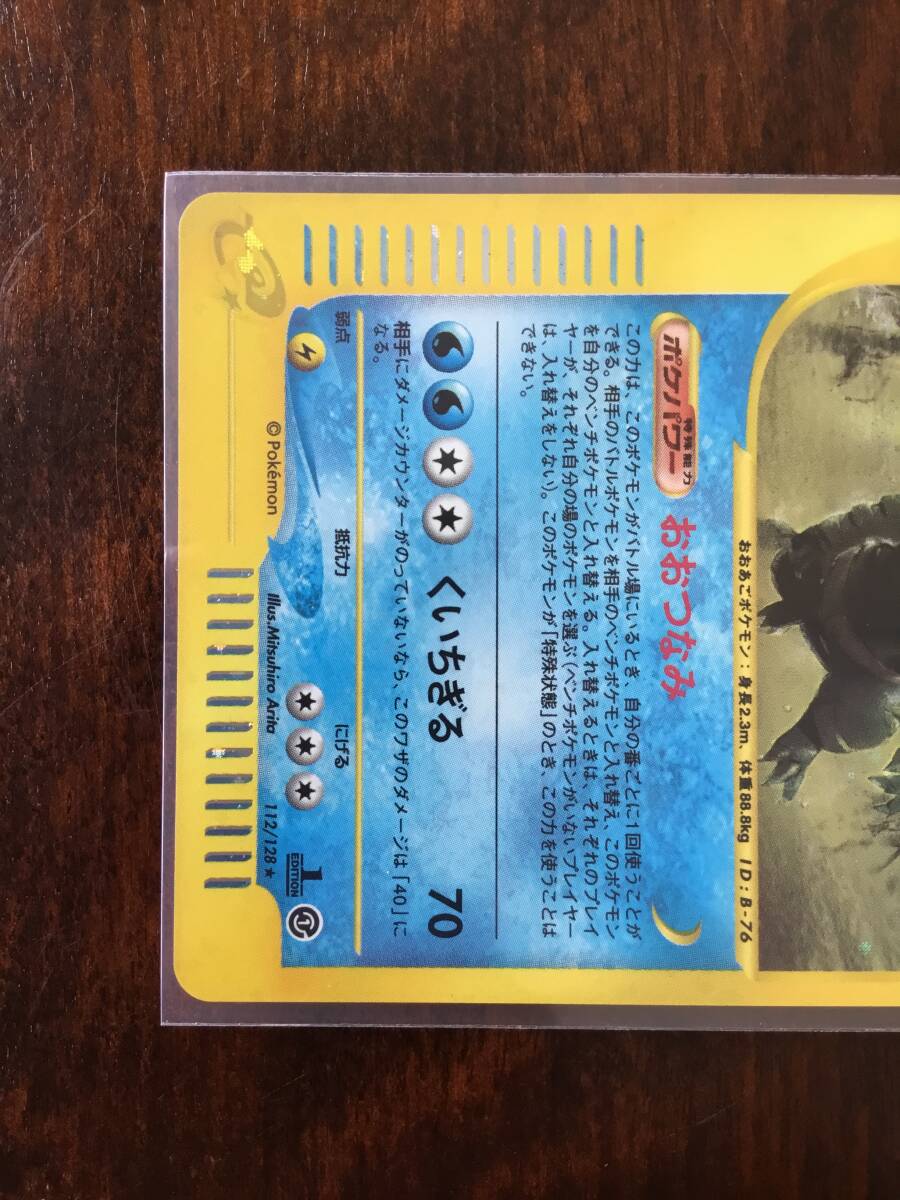 おおあごポケモン：身長2.3m、体重88.8kg ID:B-76
特殊能力
ポケパワー おおつなみ
この力は、このポケモンがバトル場にいるとき、自分の番ごとに1回使うことが
できる。相手のバトルポケモンを相手のベンチポケモンと入れ替え、このポケモン
を自分のベンチポケモンと入れ替える。入れ替えるときは、それぞれのプレイ
ヤーが、それぞれ自分の場のポケモンを選ぶ(ベンチポケモンがいないプレイヤー
は、入れ替えをしない)。このポケモンが「特殊状態」のとき、この力を使うことは
できない。
くいちぎる 70
相手にダメージカウンターがのっていないなら、このワザのダメージは「40」に
なる。
弱点 抵抗力 にげる
©Pokémon Illus.Mitsuhiro Arita 112/128★
1
EDITION
e